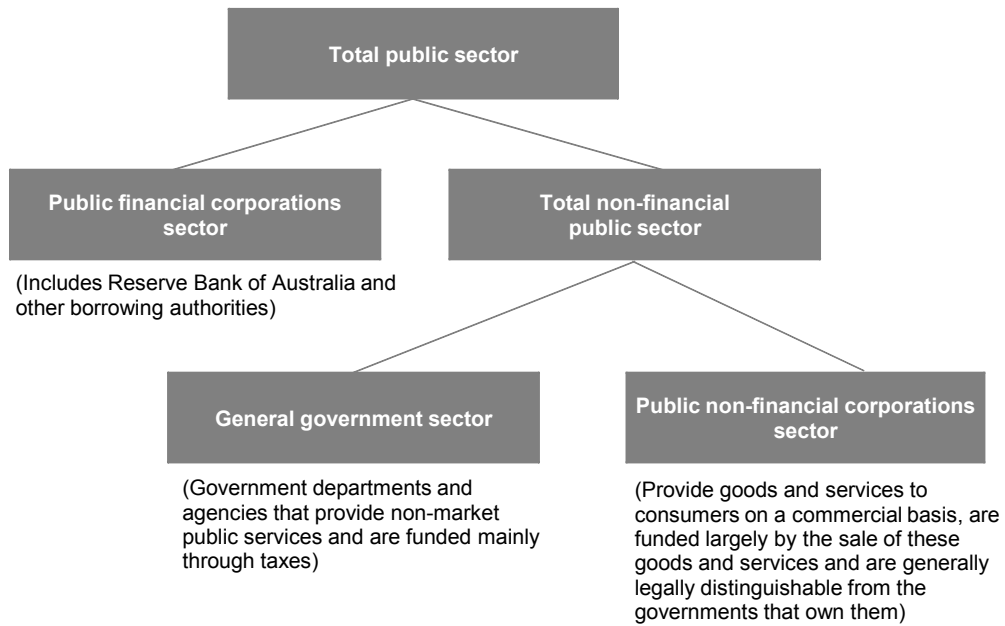 Total public sector
Public financial corporations
sector
Total non-financial
public sector
(Includes Reserve Bank of Australia and
other borrowing authorities)
General government sector
Public non-financial corporations
sector
(Government departments and
agencies that provide non-market
public services and are funded mainly
through taxes)
(Provide goods and services to
consumers on a commercial basis, are
funded largely by the sale of these
goods and services and are generally
legally distinguishable from the
governments that own them)